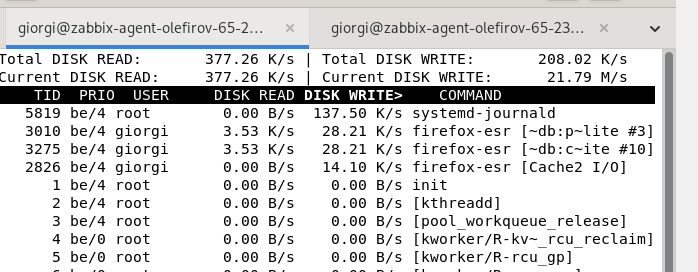 giorgi@zabbix-agent-olefirov-65-2... × giorgi@zabbix-agent-olefirov-65-23... ×
Total DISK READ: 377.26 K/s | Total DISK WRITE: 208.02 K/s
Current DISK READ: 377.26 K/s | Current DISK WRITE: 21.79 M/s
TID PRIO USER DISK READ DISK WRITE> COMMAND
5819 be/4 root 0.00 B/s 137.50 K/s systemd-journald
3010 be/4 giorgi 3.53 K/s 28.21 K/s firefox-esr [~db:p~lite #3]
3275 be/4 giorgi 3.53 K/s 28.21 K/s firefox-esr [~db:c~ite #10]
2826 be/4 giorgi 0.00 B/s 14.10 K/s firefox-esr [Cache2 I/O]
1 be/4 root 0.00 B/s 0.00 B/s init
2 be/4 root 0.00 B/s 0.00 B/s [kthreadd]
3 be/4 root 0.00 B/s 0.00 B/s [pool_workqueue_release]
4 be/0 root 0.00 B/s 0.00 B/s [kworker/R-kv~_rcu_reclaim]
5 be/0 root 0.00 B/s 0.00 B/s [kworker/R-rcu_gp]